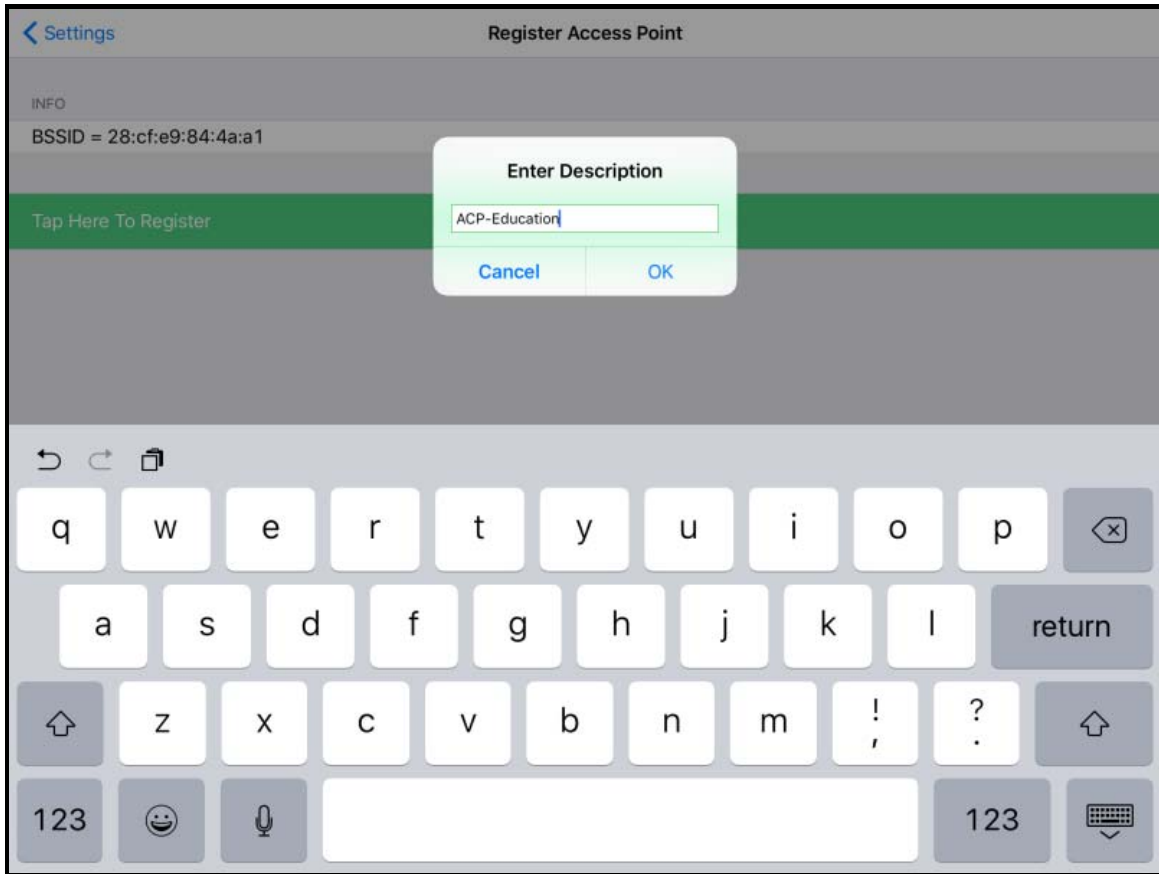 Settings
Register Access Point
INFO
BSSID = 28:cf:e9:84:4a:a1
Enter Description
ACP-Education
Tap Here To Register
Cancel
OK
q w e r t y u i o p
a s d f g h j k l return
z x c v b n m ! , ? .
123 123